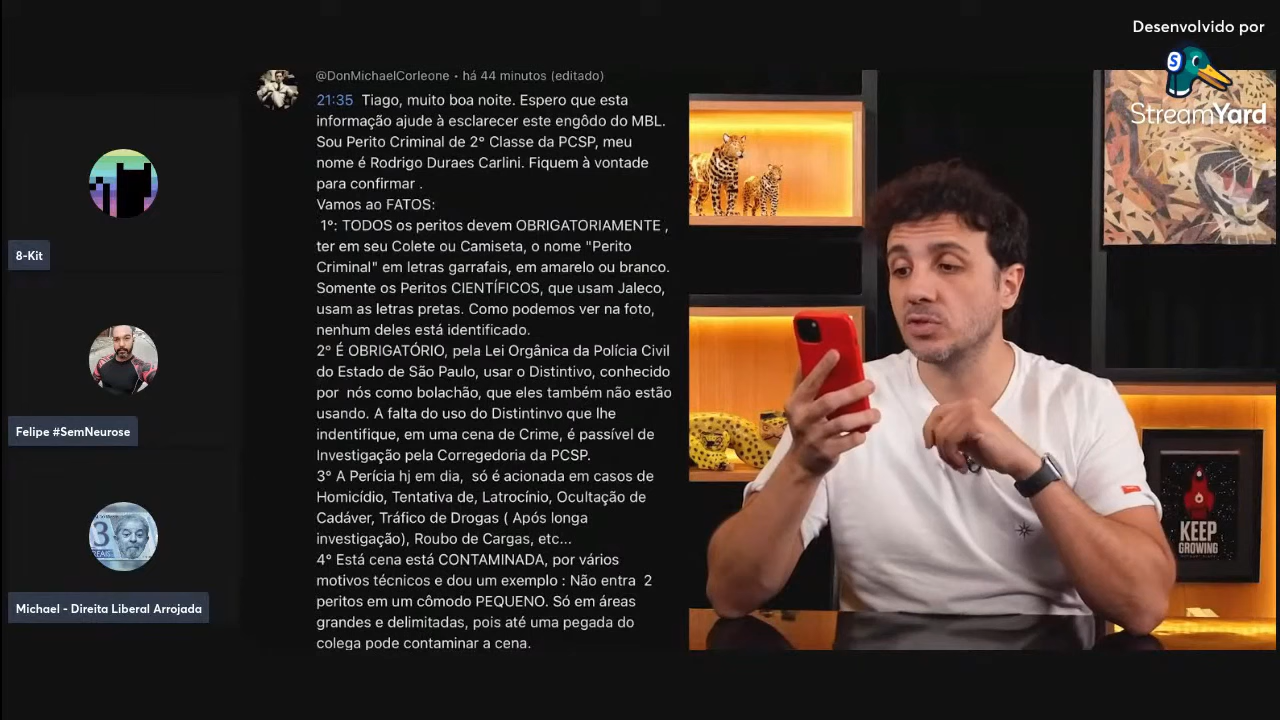 Desenvolvido por
StreamYard
8-Kit
Felipe #SemNeurose
3
REAIS
Michael - Direita Liberal Arrojada
@DonMichaelCorleone • há 44 minutos (editado)
21:35 Tiago, muito boa noite. Espero que esta
informação ajude à esclarecer este engôdo do MBL.
Sou Perito Criminal de 2° Classe da PCSP, meu
nome é Rodrigo Duraes Carlini. Fiquem à vontade
para confirmar .
Vamos ao FATOS:
1º: TODOS os peritos devem OBRIGATORIAMENTE ,
ter em seu Colete ou Camiseta, o nome "Perito
Criminal" em letras garrafais, em amarelo ou branco.
Somente os Peritos CIENTÍFICOS, que usam Jaleco,
usam as letras pretas. Como podemos ver na foto,
nenhum deles está identificado.
2° É OBRIGATÓRIO, pela Lei Orgânica da Polícia Civil
do Estado de São Paulo, usar o Distintivo, conhecido
por nós como bolachão, que eles também não estão
usando. A falta do uso do Distintinvo que lhe
indentifique, em uma cena de Crime, é passível de
Investigação pela Corregedoria da PCSP.
3° A Perícia hj em dia, só é acionada em casos de
Homicídio, Tentativa de, Latrocínio, Ocultação de
Cadáver, Tráfico de Drogas ( Após longa
investigação), Roubo de Cargas, etc...
4° Está cena está CONTAMINADA, por vários
motivos técnicos e dou um exemplo : Não entra 2
peritos em um cômodo PEQUENO. Só em áreas
grandes e delimitadas, pois até uma pegada do
colega pode contaminar a cena.
KEEP
GROWING